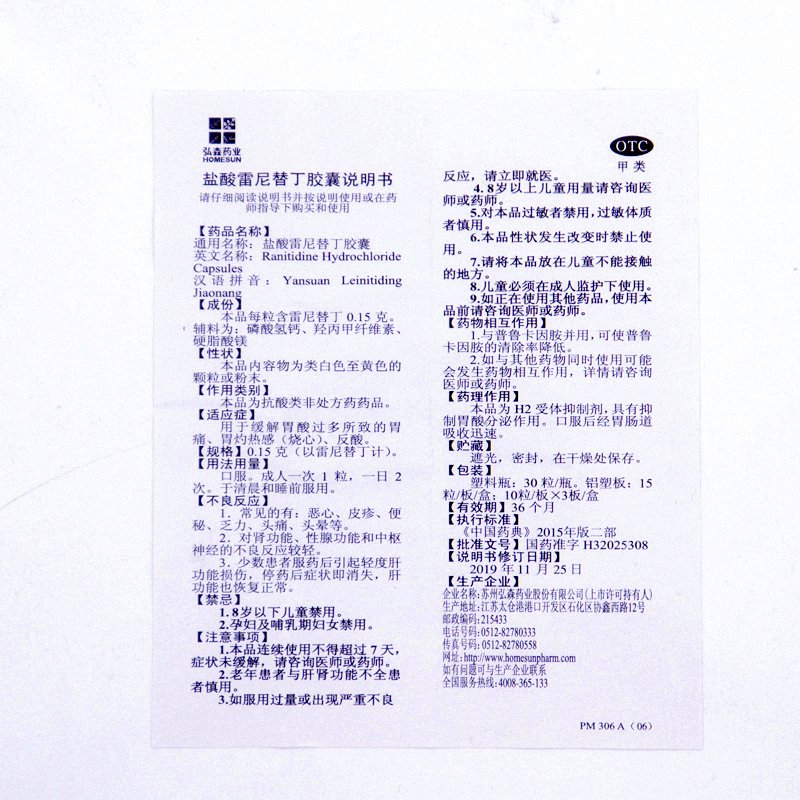 弘森药业
HOMESUN
盐酸雷尼替丁胶囊说明书
请仔细阅读说明书并按说明使用或在药
师指导下购买和使用
【药品名称】
通用名称：盐酸雷尼替丁胶囊
英文名称：Ranitidine Hydrochloride
Capsules
汉语拼音：Yansuan Leinitiding
Jiaonang
【成份】
本品每粒含雷尼替丁 0.15 克。
辅料为：磷酸氢钙、羟丙甲纤维素、
硬脂酸镁
【性状】
本品内容物为类白色至黄色的
颗粒或粉末。
【作用类别】
本品为抗酸类非处方药药品。
【适应症】
用于缓解胃酸过多所致的胃
痛、胃灼热感（烧心）、反酸。
【规格】0.15 克（以雷尼替丁计）。
【用法用量】
口服。成人一次 1 粒，一日 2
次。于清晨和睡前服用。
【不良反应】
1．常见的有：恶心、皮疹、便
秘、乏力、头痛、头晕等。
2．对肾功能、性腺功能和中枢
神经的不良反应较轻。
3．少数患者服药后引起轻度肝
功能损伤，停药后症状即消失，肝
功能也恢复正常。
【禁忌】
1.8岁以下儿童禁用。
2.孕妇及哺乳期妇女禁用。
【注意事项】
1.本品连续使用不得超过 7 天，
症状未缓解，请咨询医师或药师。
2.老年患者与肝肾功能不全患
者慎用。
3.如服用过量或出现严重不良
OTC
甲类
反应，请立即就医。
4.8岁以上儿童用量请咨询医
师或药师。
5.对本品过敏者禁用，过敏体质
者慎用。
6.本品性状发生改变时禁止使
用。
7.请将本品放在儿童不能接触
的地方。
8.儿童必须在成人监护下使用。
9.如正在使用其他药品，使用本
品前请咨询医师或药师。
【药物相互作用】
1.与普鲁卡因胺并用，可使普鲁
卡因胺的清除率降低。
2.如与其他药物同时使用可能
会发生药物相互作用，详情请咨询
医师或药师。
【药理作用】
本品为 H2 受体抑制剂，具有抑
制胃酸分泌作用。口服后经胃肠道
吸收迅速。
【贮藏】
遮光，密封，在干燥处保存。
【包装】
塑料瓶：30 粒/瓶。铝塑板：15
粒/板/盒；10粒/板×3板/盒
【有效期】36 个月
【执行标准】
《中国药典》2015年版二部
【批准文号】国药准字 H32025308
【说明书修订日期】
2019 年 11 月 25 日
【生产企业】
企业名称：苏州弘森药业股份有限公司(上市许可持有人)
生产地址：江苏太仓港港口开发区石化区协鑫西路12号
邮政编码：215433
电话号码：0512-82780333
传真号码：0512-82780558
网址：http://www.homesunpharm.com
如有问题可与生产企业联系
全国服务热线：4008-365-133
PM 306 A（06）